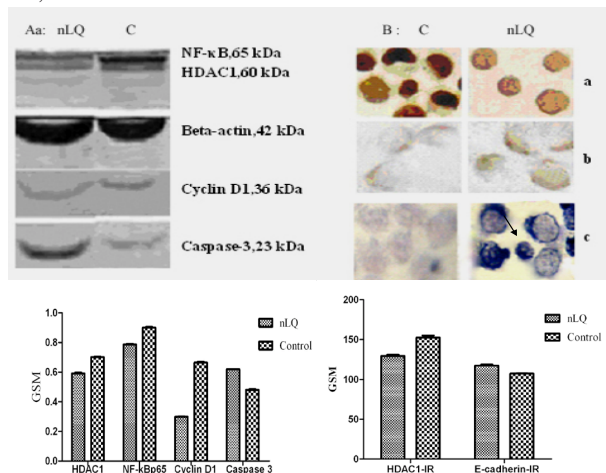 Aa: nLQ C
NF-κB,65 kDa
HDAC1,60 kDa
Beta-actin,42 kDa
Cyclin D1,36 kDa
Caspase-3,23 kDa
B: C nLQ
a
b
c
1.0
0.8
0.6
0.4
0.2
0.0
GSM
nLQ
Control
HDAC1 NF-kBp65 Cyclin D1 Caspase 3
200
150
100
50
0
GSM
nLQ
Control
HDAC1-IR E-cadherin-IR